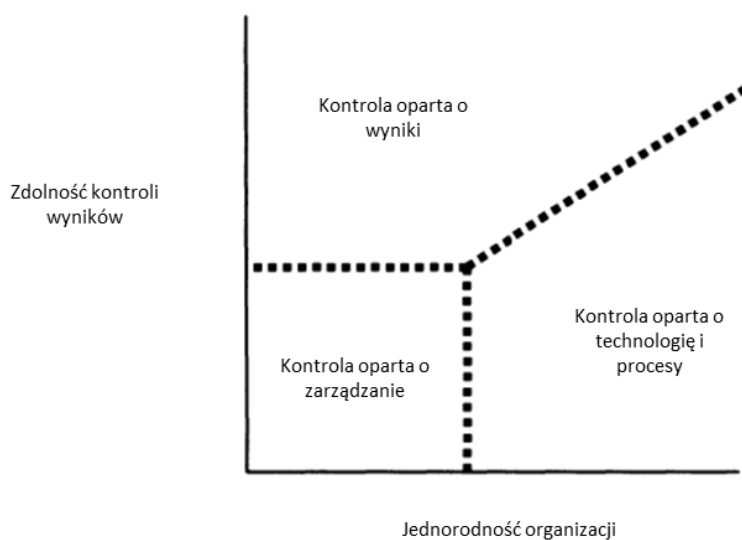 Kontrola oparta o
wyniki
Zdolność kontroli
wyników
Kontrola oparta o
technologię i
procesy
Kontrola oparta o
zarządzanie
Jednorodność organizacji